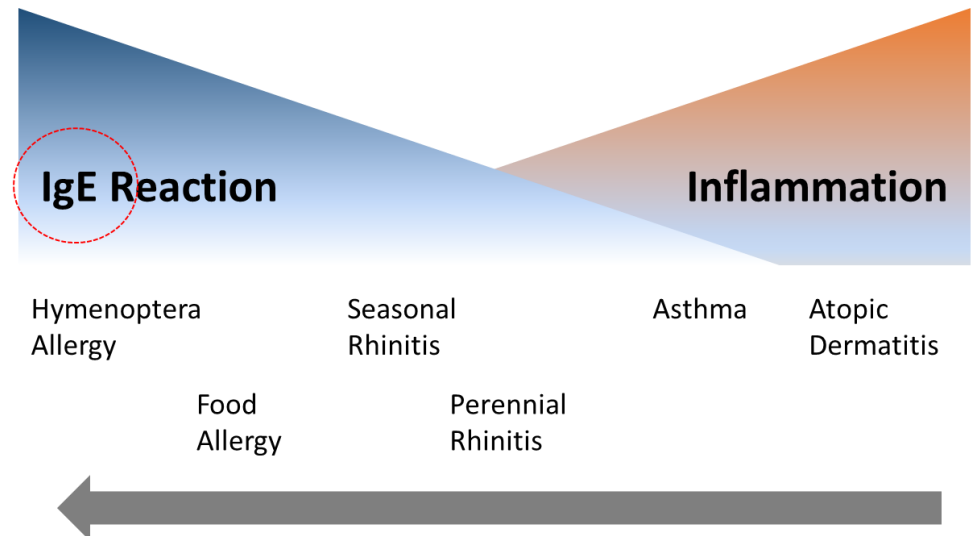 IgE Reaction
Inflammation
Hymenoptera
Allergy
Seasonal
Rhinitis
Asthma
Atopic
Dermatitis
Food
Allergy
Perennial
Rhinitis